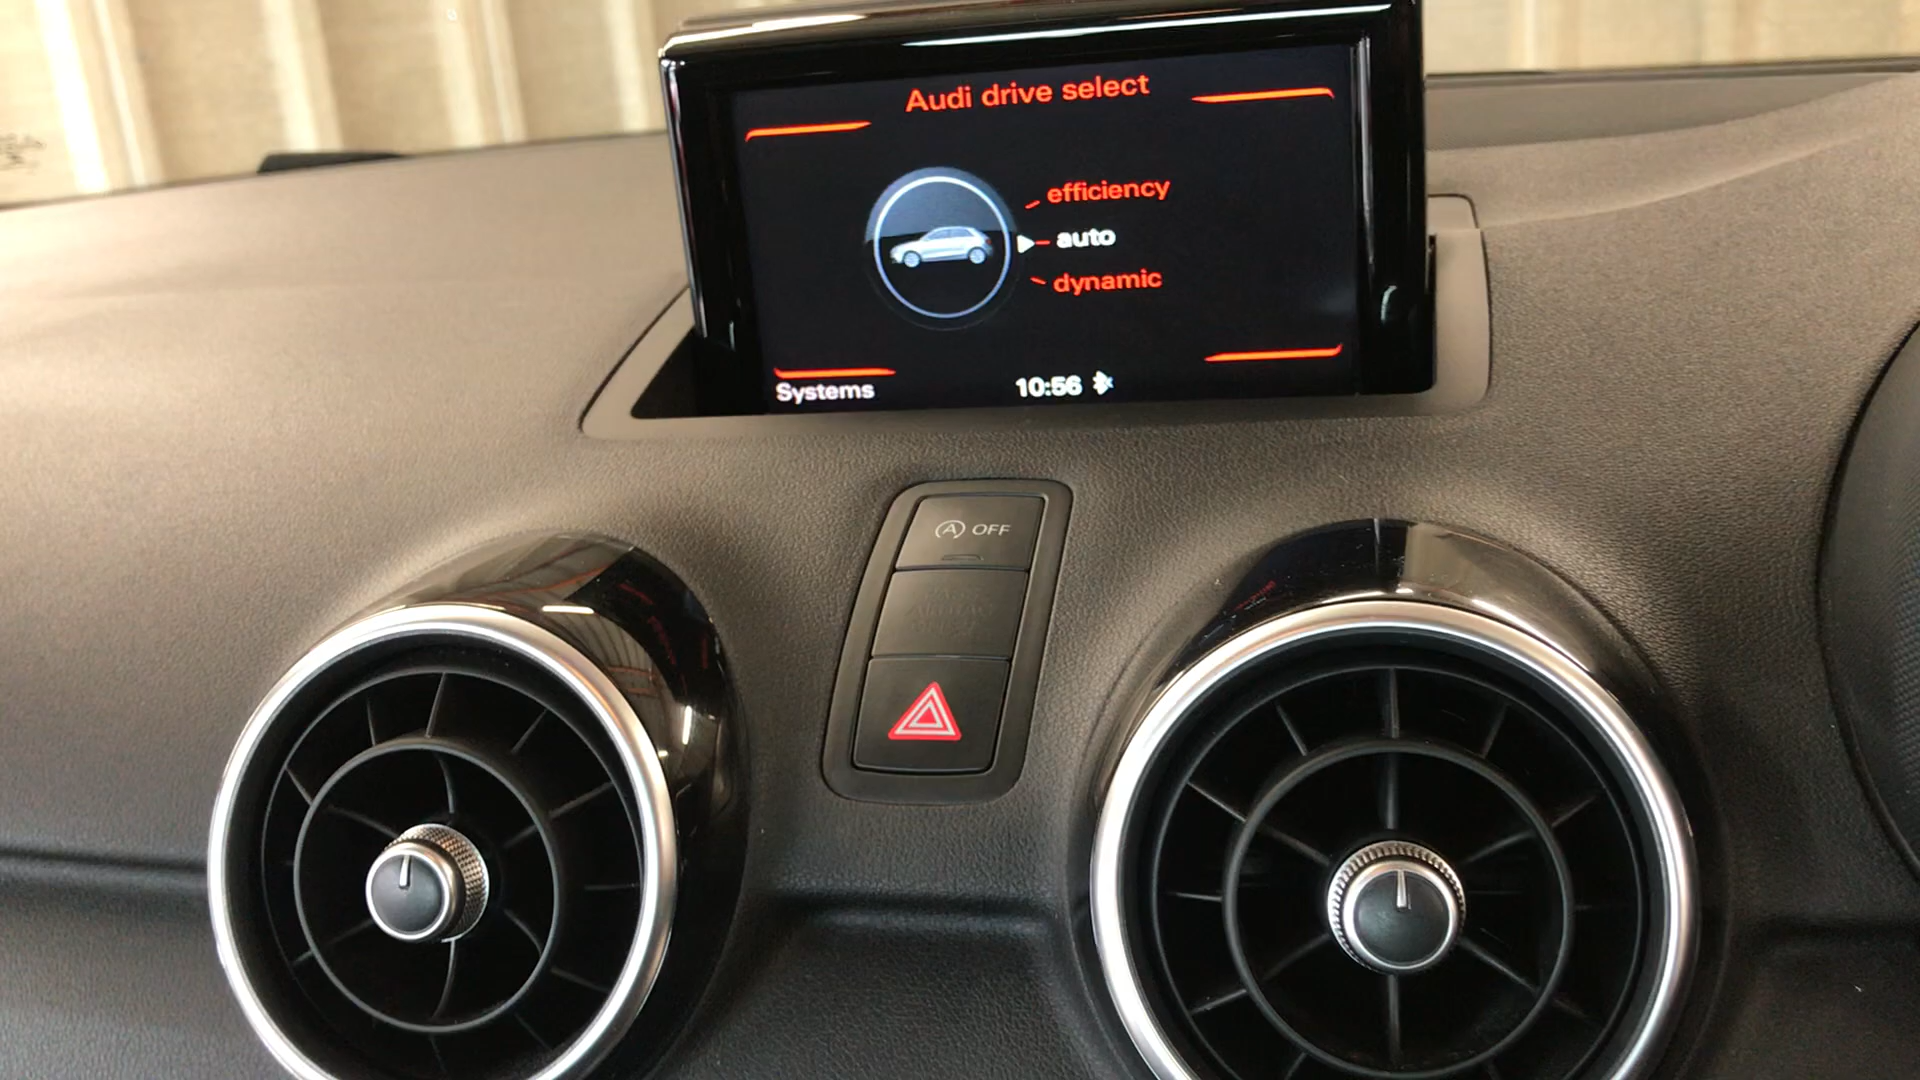 Audi drive select
efficiency
auto
dynamic
Systems
10:56
A OFF